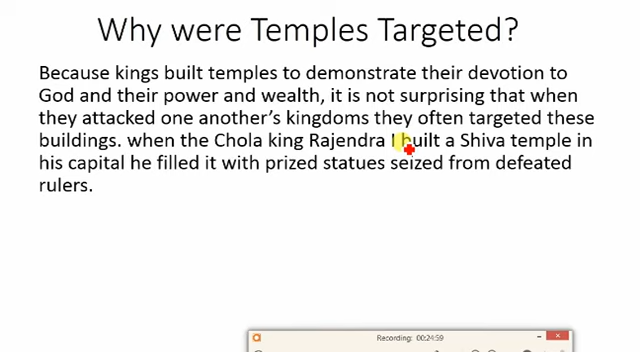 Why were Temples Targeted?
Because kings built temples to demonstrate their devotion to
God and their power and wealth, it is not surprising that when
they attacked one another's kingdoms they often targeted these
buildings. when the Chola king Rajendra I built a Shiva temple in
his capital he filled it with prized statues seized from defeated
rulers.
Recording: 00:24:59